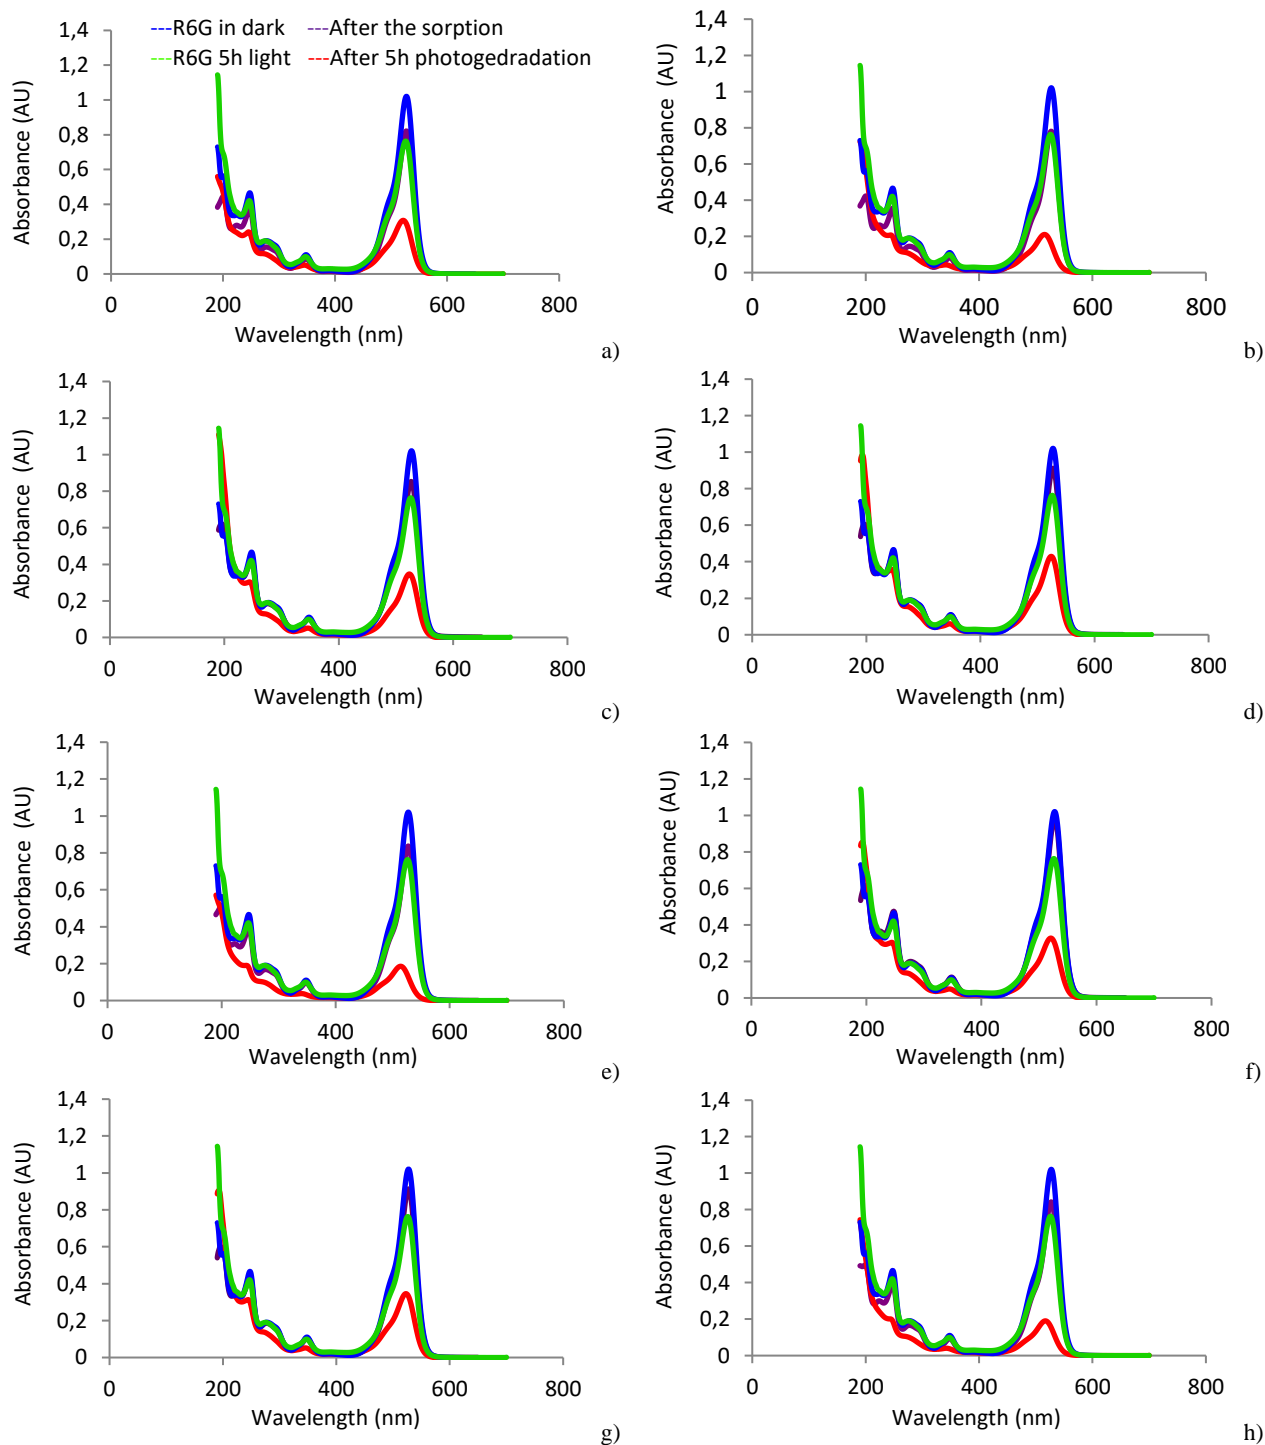 1,4
1,2
1
0,8
0,6
0,4
0,2
0
0 200 400 600 800
Absorbance (AU)
Wavelength (nm)
---R6G in dark ---After the sorption
---R6G 5h light ---After 5h photogedradation
a)
1,4
1,2
1
0,8
0,6
0,4
0,2
0
0 200 400 600 800
Absorbance (AU)
Wavelength (nm)
b)
1,4
1,2
1
0,8
0,6
0,4
0,2
0
0 200 400 600 800
Absorbance (AU)
Wavelength (nm)
c)
1,4
1,2
1
0,8
0,6
0,4
0,2
0
0 200 400 600 800
Absorbance (AU)
Wavelength (nm)
d)
1,4
1,2
1
0,8
0,6
0,4
0,2
0
0 200 400 600 800
Absorbance (AU)
Wavelength (nm)
e)
1,4
1,2
1
0,8
0,6
0,4
0,2
0
0 200 400 600 800
Absorbance (AU)
Wavelength (nm)
f)
1,4
1,2
1
0,8
0,6
0,4
0,2
0
0 200 400 600 800
Absorbance (AU)
Wavelength (nm)
g)
1,4
1,2
1
0,8
0,6
0,4
0,2
0
0 200 400 600 800
Absorbance (AU)
Wavelength (nm)
h)